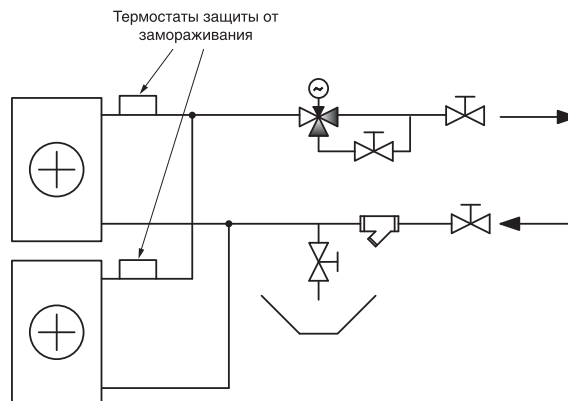 Термостаты защиты от
замораживания